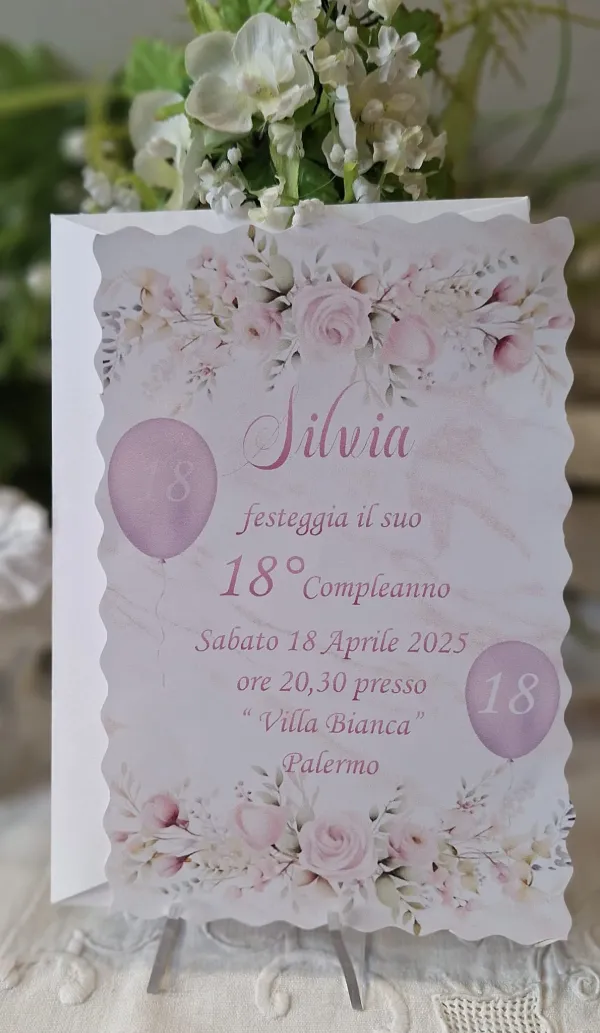 Silvia
18
festeggia il suo
18° Compleanno
Sabato 18 Aprile 2025
ore 20,30 presso
18
“ Villa Bianca”
Palermo